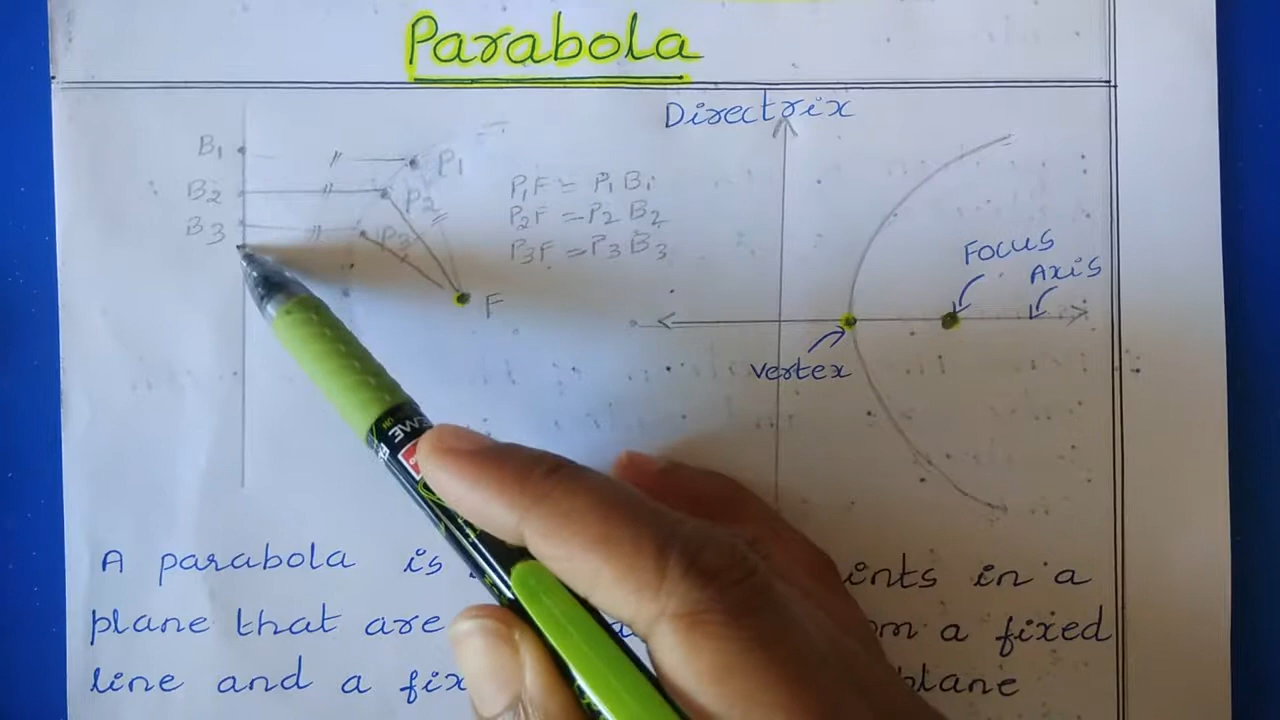 Parabola
Directrix
B1
P1
B2
P2
B3
P3
F
P1F = P1B1
P2F = P2B2
P3F = P3B3
Focus
Axis
Vertex
A parabola is ints in a
plane that are a fixed
line and a plane